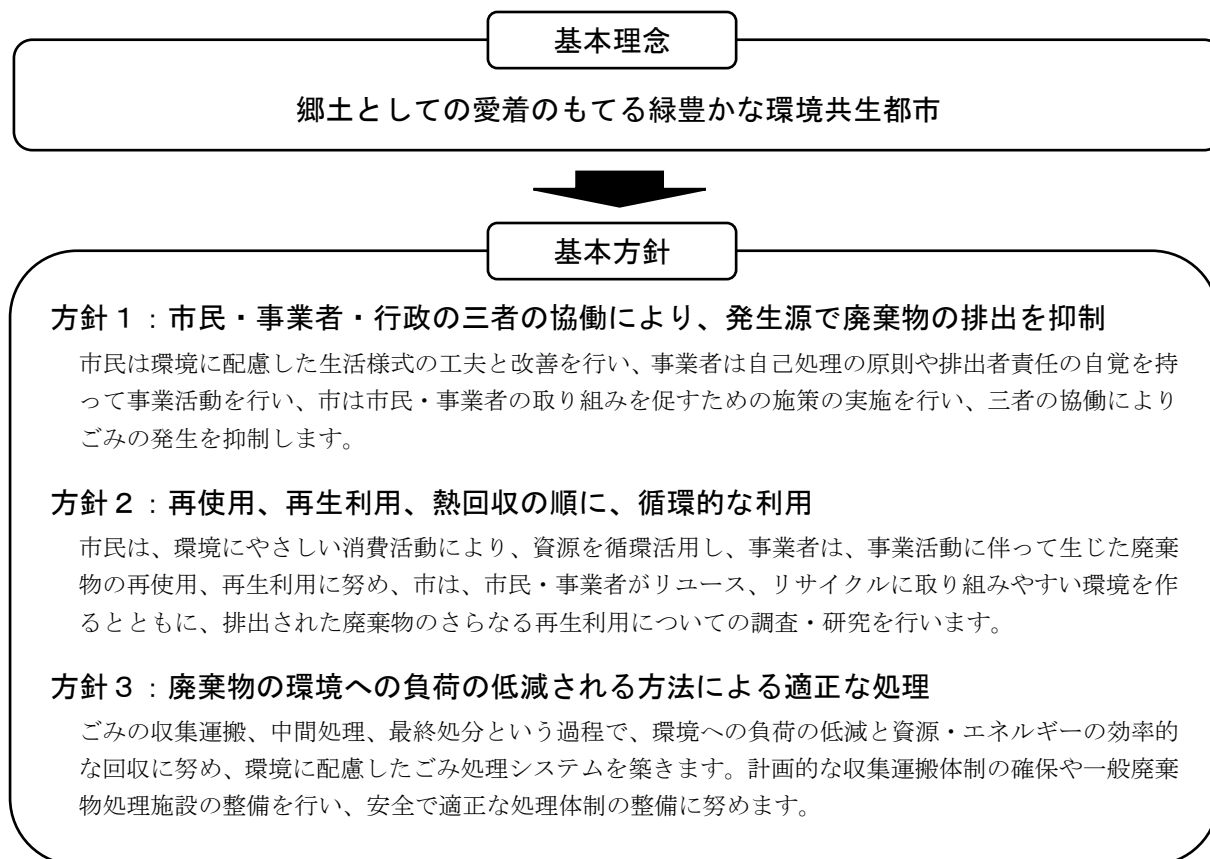 基本理念
郷土としての愛着のもてる緑豊かな環境共生都市
基本方針
方針１：市民・事業者・行政の三者の協働により、発生源で廃棄物の排出を抑制
市民は環境に配慮した生活様式の工夫と改善を行い、事業者は自己処理の原則や排出者責任の自覚を持
って事業活動を行い、市は市民・事業者の取り組みを促すための施策の実施を行い、三者の協働により
ごみの発生を抑制します。
方針２：再使用、再生利用、熱回収の順に、循環的な利用
市民は、環境にやさしい消費活動により、資源を循環活用し、事業者は、事業活動に伴って生じた廃棄
物の再使用、再生利用に努め、市は、市民・事業者がリユース、リサイクルに取り組みやすい環境を作
るとともに、排出された廃棄物のさらなる再生利用についての調査・研究を行います。
方針３：廃棄物の環境への負荷の低減される方法による適正な処理
ごみの収集運搬、中間処理、最終処分という過程で、環境への負荷の低減と資源・エネルギーの効率的
な回収に努め、環境に配慮したごみ処理システムを築きます。計画的な収集運搬体制の確保や一般廃棄
物処理施設の整備を行い、安全で適正な処理体制の整備に努めます。